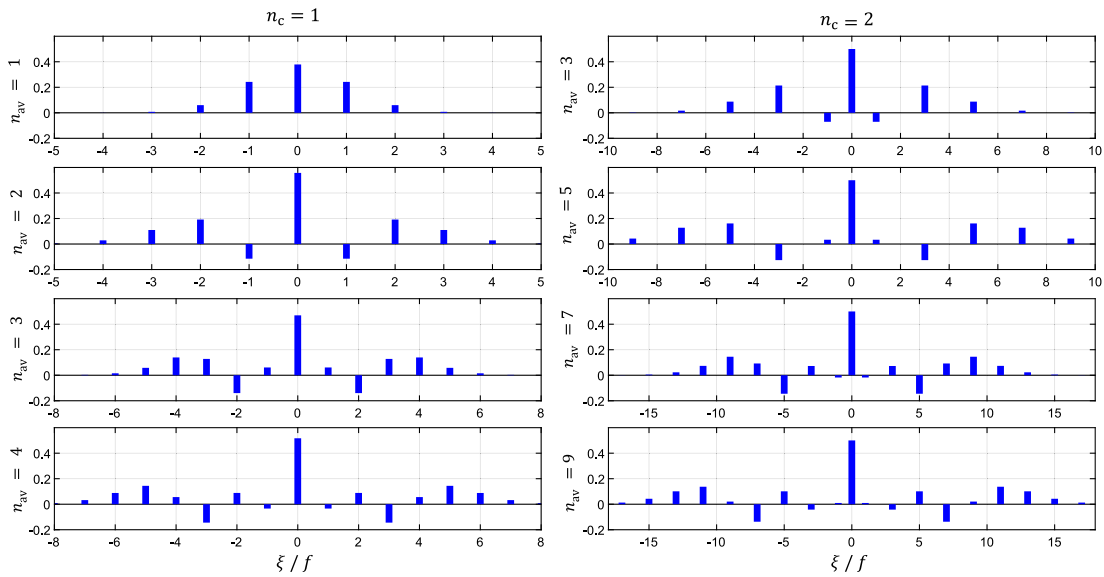 n_c = 1
n_av = 1
0.4
0.2
0
-0.2
-5 -4 -3 -2 -1 0 1 2 3 4 5
n_av = 2
0.4
0.2
0
-0.2
-5 -4 -3 -2 -1 0 1 2 3 4 5
n_av = 3
0.4
0.2
0
-0.2
-8 -6 -4 -2 0 2 4 6 8
n_av = 4
0.4
0.2
0
-0.2
-8 -6 -4 -2 0 2 4 6 8
ξ / f
n_c = 2
n_av = 3
0.4
0.2
0
-0.2
-10 -8 -6 -4 -2 0 2 4 6 8 10
n_av = 5
0.4
0.2
0
-0.2
-10 -8 -6 -4 -2 0 2 4 6 8 10
n_av = 7
0.4
0.2
0
-0.2
-15 -10 -5 0 5 10 15
n_av = 9
0.4
0.2
0
-0.2
-15 -10 -5 0 5 10 15
ξ / f